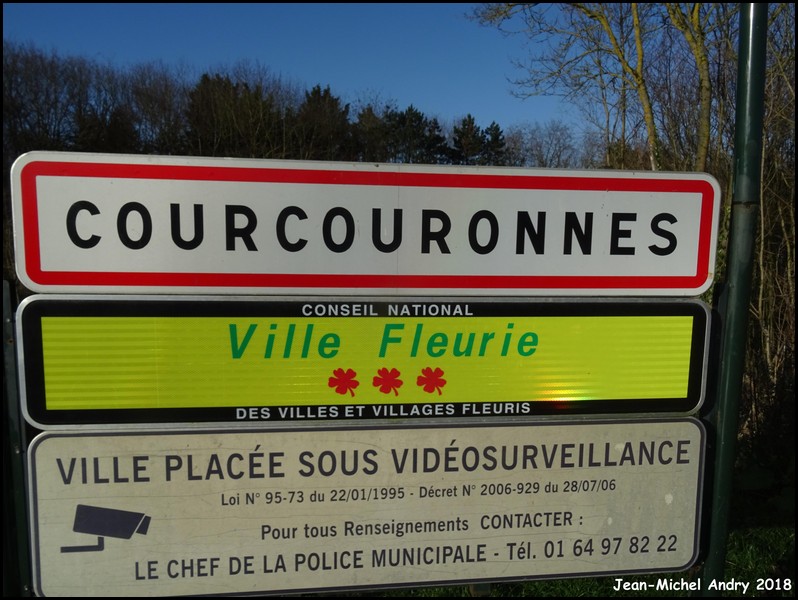 COURCOURONNES
CONSEIL NATIONAL
Ville Fleurie
DES VILLES ET VILLAGES FLEURIS
VILLE PLACÉE SOUS VIDÉOSURVEILLANCE
Loi N° 95-73 du 22/01/1995 - Décret N° 2006-929 du 28/07/06
Pour tous Renseignements CONTACTER :
LE CHEF DE LA POLICE MUNICIPALE - Tél. 01 64 97 82 22
Jean-Michel Andry 2018